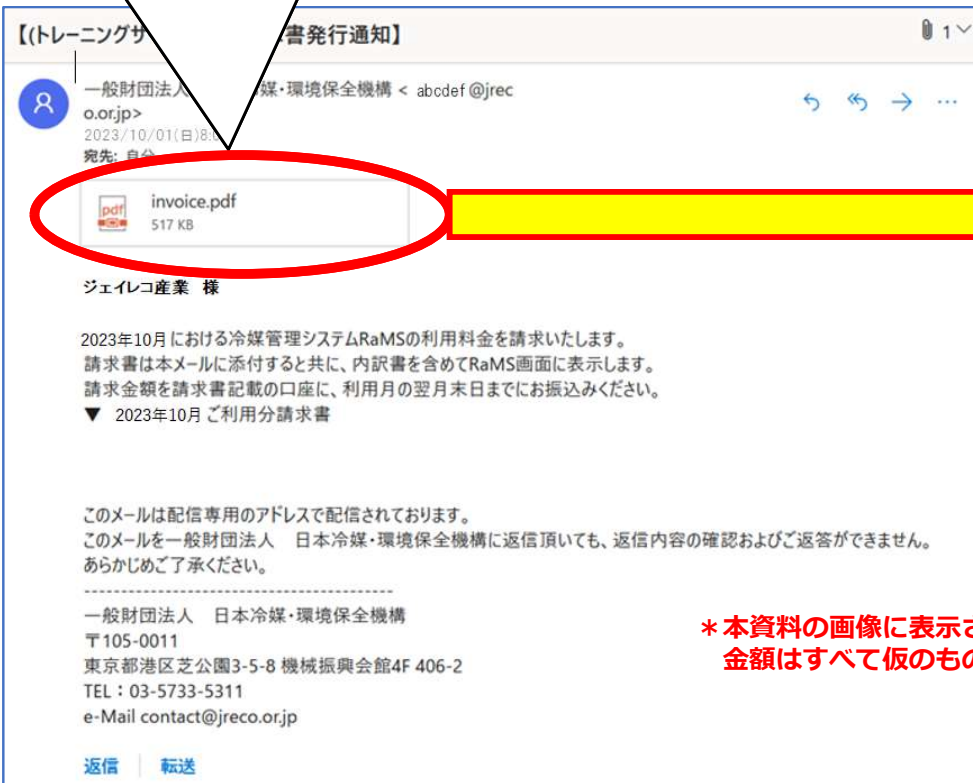 【(トレーニングサ 書発行通知】
1
一般財団法人 媒・環境保全機構 < abcdef @jrec
o.or.jp>
2023/10/01(日)8:
宛先: 自分
pdf
invoice.pdf
517 KB
ジェイレコ産業 様
2023年10月における冷媒管理システムRaMSの利用料金を請求いたします。
請求書は本メールに添付すると共に、内訳書を含めてRaMS画面に表示します。
請求金額を請求書記載の口座に、利用月の翌月末日までにお振込みください。
▼ 2023年10月ご利用分請求書
このメールは配信専用のアドレスで配信されております。
このメールを一般財団法人 日本冷媒・環境保全機構に返信頂いても、返信内容の確認およびご返答ができません。
あらかじめご了承ください。
-----------------------------------------
一般財団法人 日本冷媒・環境保全機構
〒105-0011
東京都港区芝公園3-5-8 機械振興会館4F 406-2
TEL：03-5733-5311
e-Mail contact@jreco.or.jp
＊本資料の画像に表示さ
金額はすべて仮のもの
返信 転送